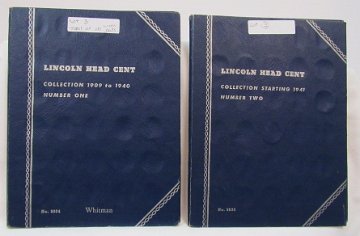 LINCOLN HEAD CENT
COLLECTION 1909 to 1940
NUMBER ONE
Whitman
LINCOLN HEAD CENT
COLLECTION STARTING 1941
NUMBER TWO